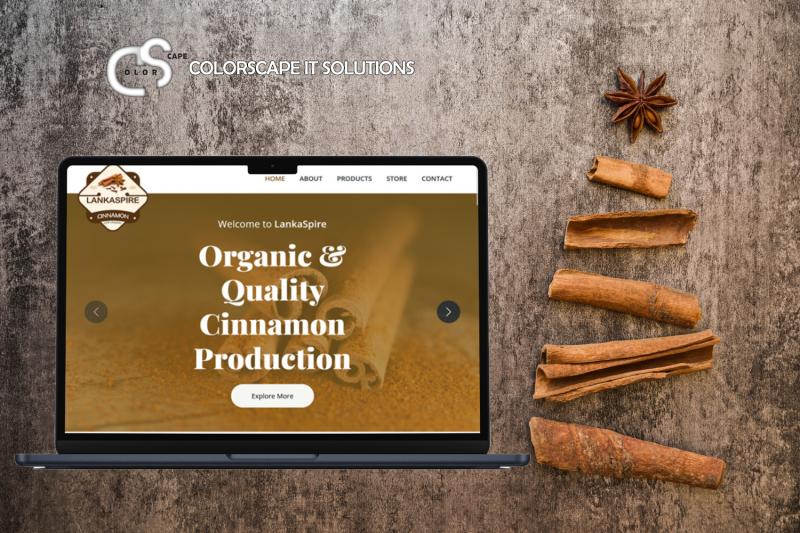 CAPE
OLOR
COLORSCAPE IT SOLUTIONS
LANKASPIRE
CINNAMON
HOME ABOUT PRODUCTS STORE CONTACT
Welcome to LankaSpire
Organic &
Quality
Cinnamon
Production
Explore More